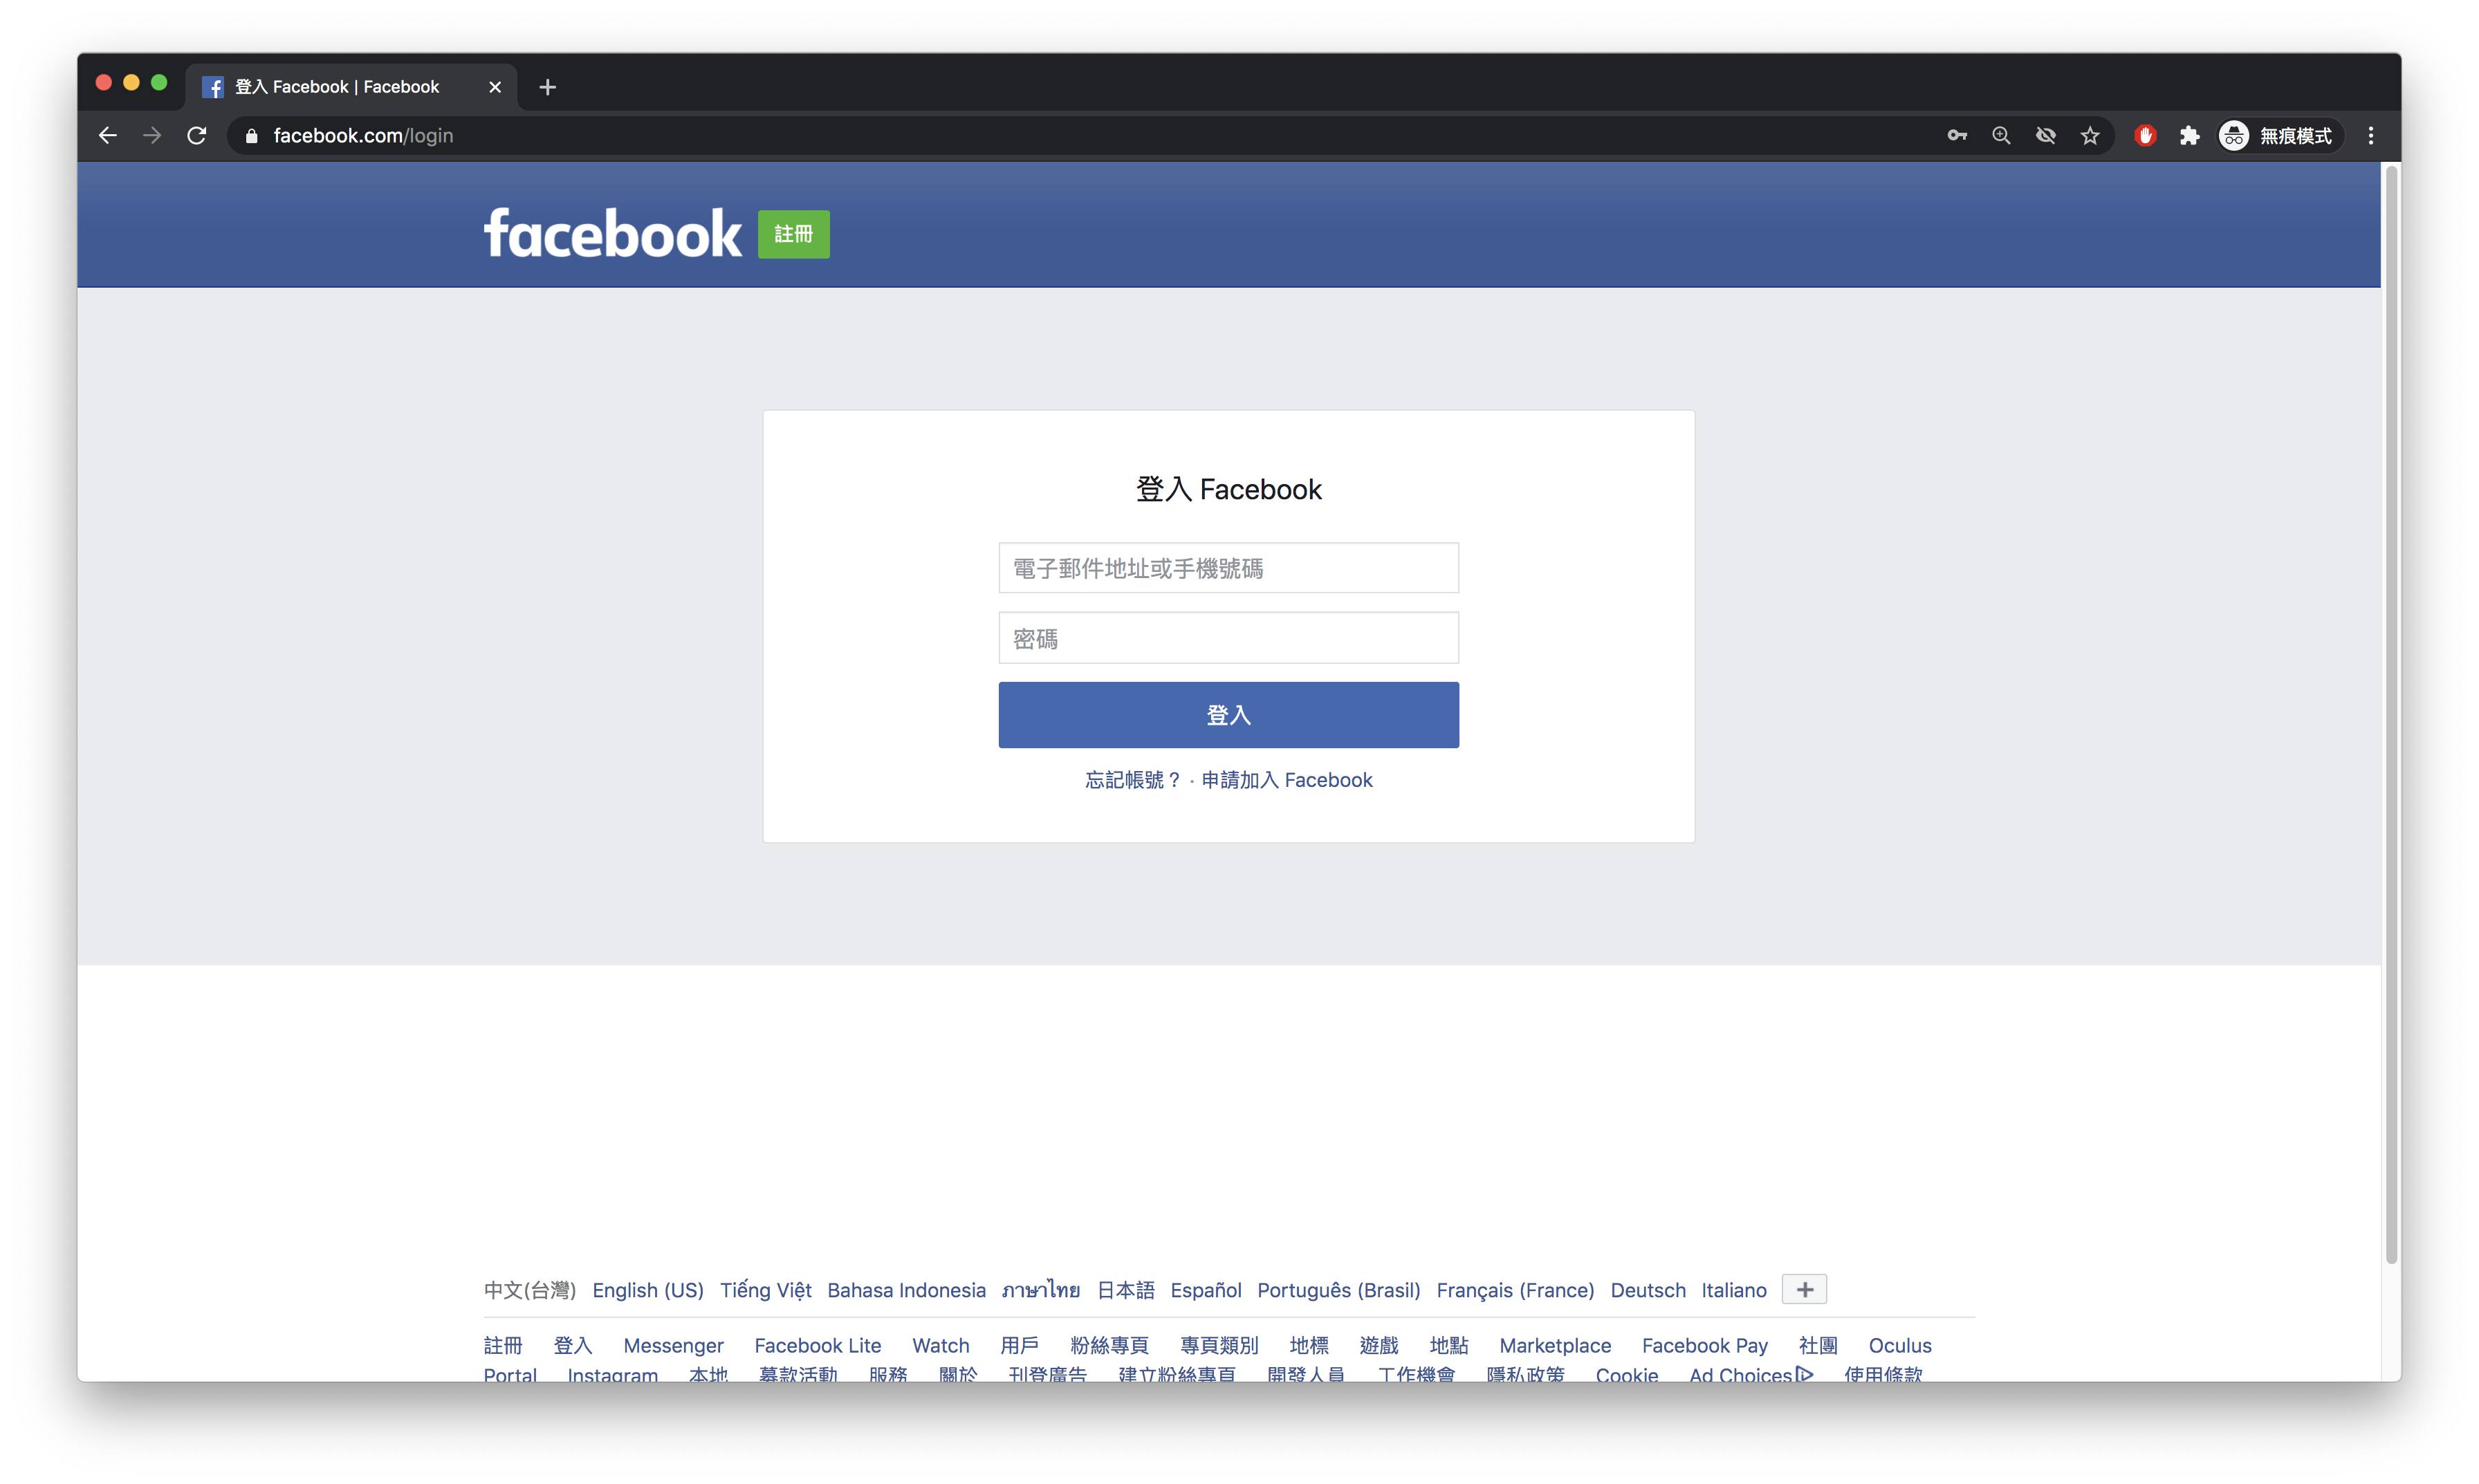 登入 Facebook | Facebook
facebook.com/login
無痕模式
facebook 註冊
登入 Facebook
電子郵件地址或手機號碼
密碼
登入
忘記帳號？ · 申請加入 Facebook
中文(台灣) English (US) Tiếng Việt Bahasa Indonesia ภาษาไทย 日本語 Español Português (Brasil) Français (France) Deutsch Italiano
註冊 登入 Messenger Facebook Lite Watch 用戶 粉絲專頁 專頁類別 地標 遊戲 地點 Marketplace Facebook Pay 社團 Oculus
Portal Instagram 本地 募款活動 服務 關於 刊登廣告 建立粉絲專頁 開發人員 工作機會 隱私政策 Cookie Ad Choices 使用條款